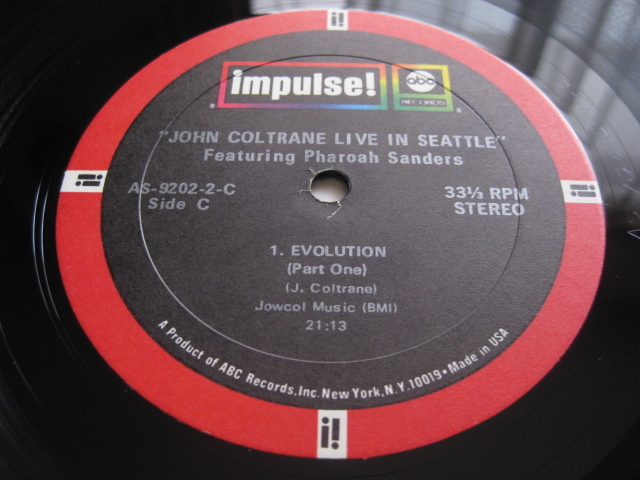 impulse!
abc
RECORDS
"JOHN COLTRANE LIVE IN SEATTLE"
Featuring Pharoah Sanders
AS-9202-2-C
Side C
33⅓ RPM
STEREO
1. EVOLUTION
(Part One)
(J. Coltrane)
Jowcol Music (BMI)
21:13
A Product of ABC Records, Inc. New York, N.Y. 10019 • Made in USA